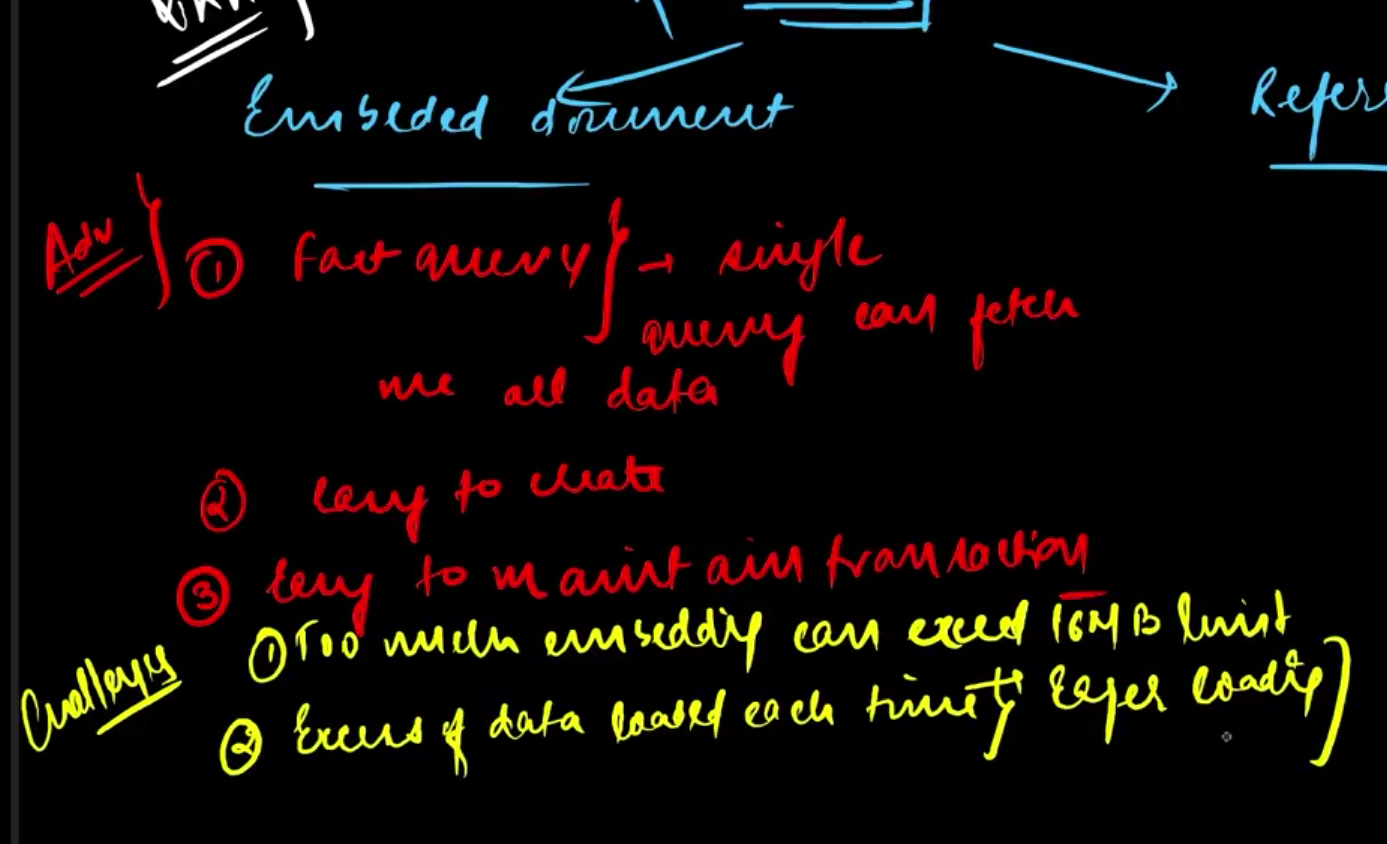 Embeded document
Refer
Adv
① Fast query → single
query can fetch
me all data
② easy to create
③ easy to maintain transaction
Challenges
① Too much embedding can exceed 16MB limit
② Excess of data loaded each time Eager loading